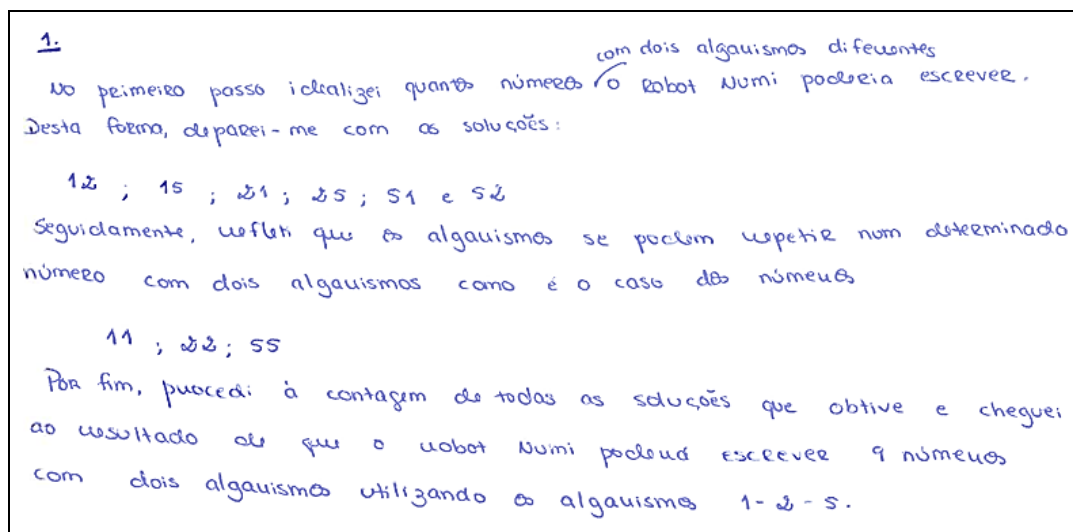 1.
com dois algarismos diferentes
No primeiro passo idealizei quantos números o Robot Numi poderia escrever.
Desta forma, deparei-me com as soluções:
12 ; 15 ; 21 ; 25 ; 51 e 52
Seguidamente, refleti que os algarismos se podem repetir num determinado
número com dois algarismos como é o caso dos números
11 ; 22 ; 55
Por fim, procedi à contagem de todas as soluções que obtive e cheguei
ao resultado de que o robot Numi poderá escrever 9 números
com dois algarismos utilizando os algarismos 1-2-5.